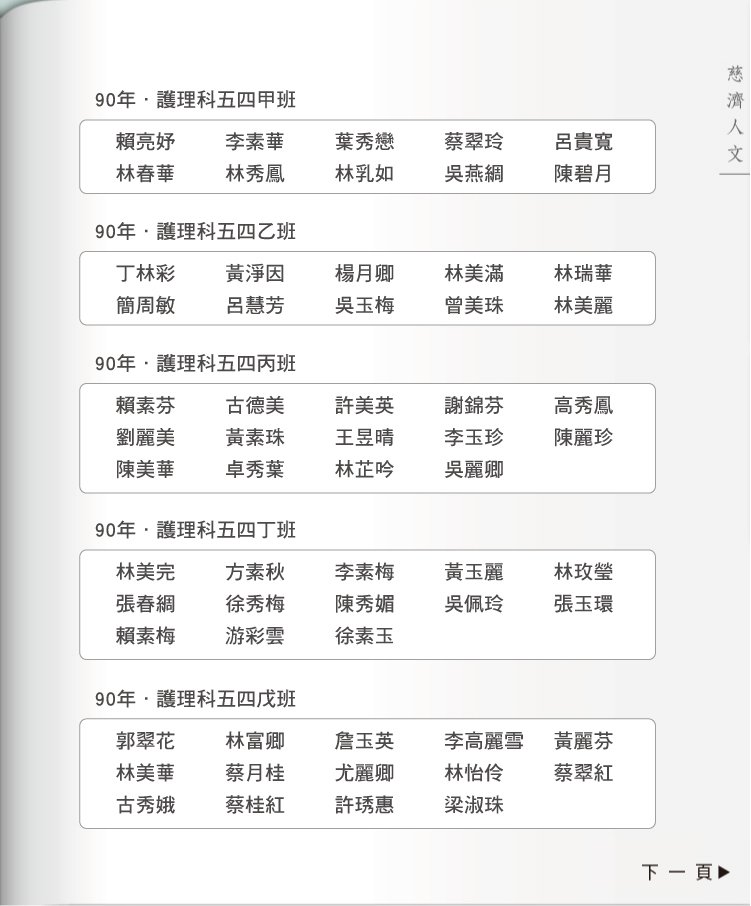 慈濟人文
90年．護理科五四甲班
賴亮妤 李素華 葉秀戀 蔡翠玲 呂貴寬
林春華 林秀鳳 林乳如 吳燕綢 陳碧月
90年．護理科五四乙班
丁林彩 黃淨因 楊月卿 林美滿 林瑞華
簡周敏 呂慧芳 吳玉梅 曾美珠 林美麗
90年．護理科五四丙班
賴素芬 古德美 許美英 謝錦芬 高秀鳳
劉麗美 黃素珠 王昱晴 李玉珍 陳麗珍
陳美華 卓秀葉 林芷吟 吳麗卿
90年．護理科五四丁班
林美完 方素秋 李素梅 黃玉麗 林玫瑩
張春綢 徐秀梅 陳秀媚 吳佩玲 張玉環
賴素梅 游彩雲 徐素玉
90年．護理科五四戊班
郭翠花 林富卿 詹玉英 李高麗雪 黃麗芬
林美華 蔡月桂 尤麗卿 林怡伶 蔡翠紅
古秀娥 蔡桂紅 許琇惠 梁淑珠
下一頁▶